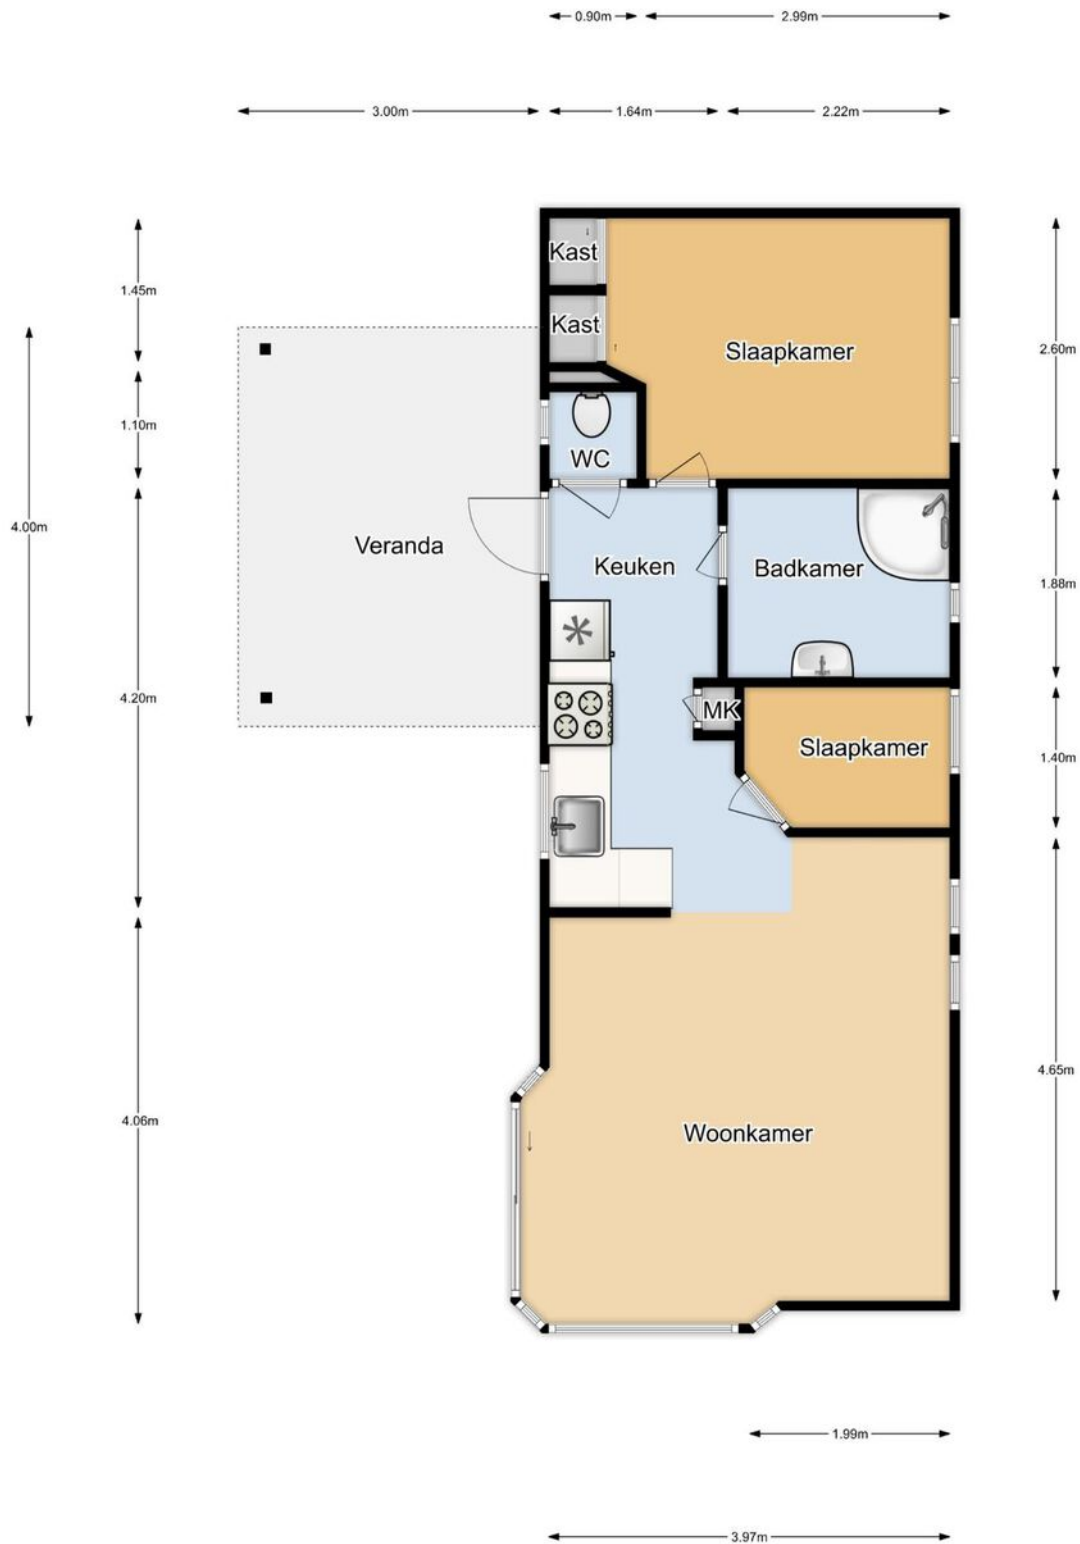 0.90m
2.99m
3.00m
1.64m
2.22m
Kast
1.45m
Kast
2.60m
Slaapkamer
1.10m
WC
4.00m
Veranda
Keuken
Badkamer
1.88m
4.20m
MK
Slaapkamer
1.40m
4.65m
4.06m
Woonkamer
1.99m
3.97m